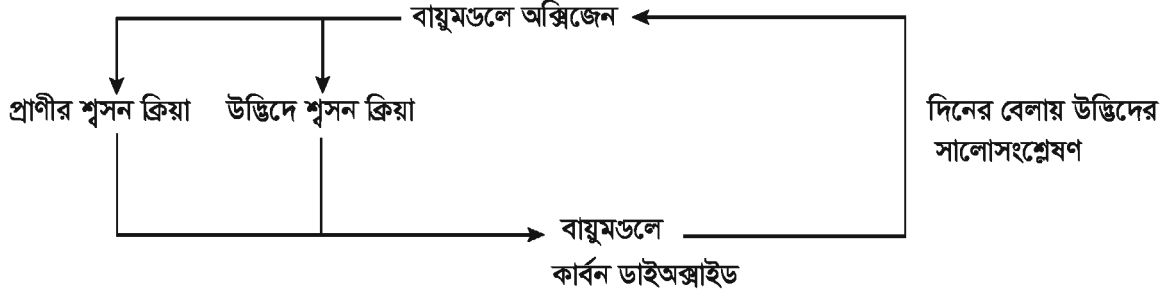 বায়ুমণ্ডলে অক্সিজেন
প্রাণীর শ্বসন ক্রিয়া উদ্ভিদে শ্বসন ক্রিয়া
দিনের বেলায় উদ্ভিদের
সালোসংশ্লেষণ
বায়ুমণ্ডলে
কার্বন ডাইঅক্সাইড